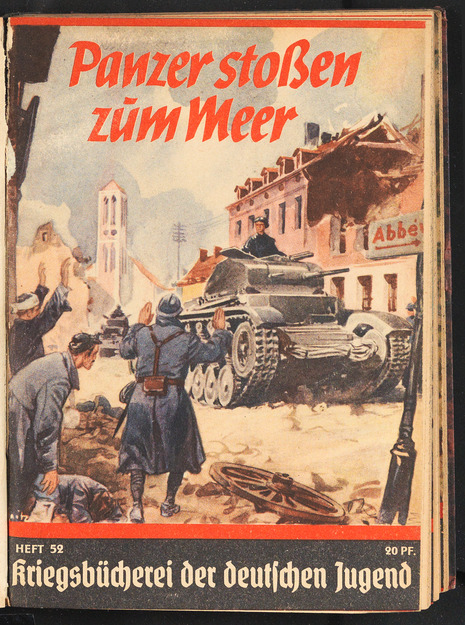 Panzer stoßen
zum Meer
Abbe
HEFT 52
20 PF.
Kriegsbücherei der deutſchen Jugend